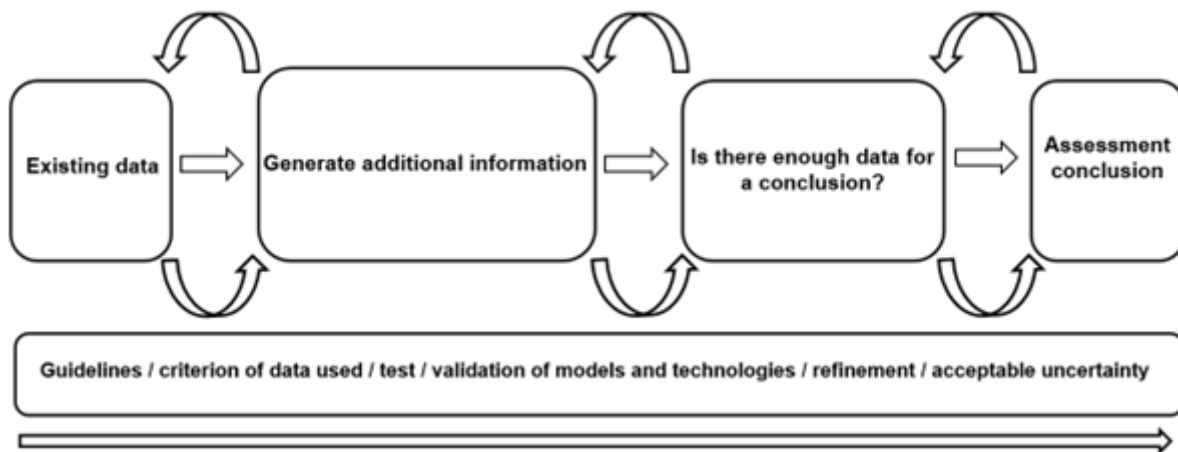 Existing data
Generate additional information
Is there enough data for
a conclusion?
Assessment
conclusion
Guidelines / criterion of data used / test / validation of models and technologies / refinement / acceptable uncertainty